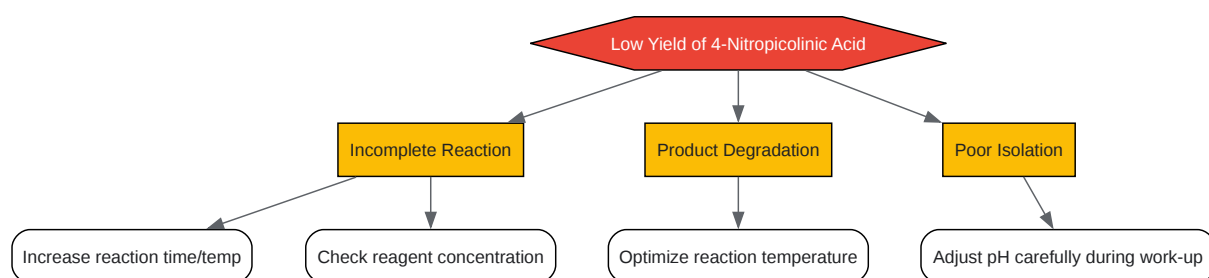 Low Yield of 4-Nitropicolinic Acid
Incomplete Reaction
Product Degradation
Poor Isolation
Increase reaction time/temp
Check reagent concentration
Optimize reaction temperature
Adjust pH carefully during work-up